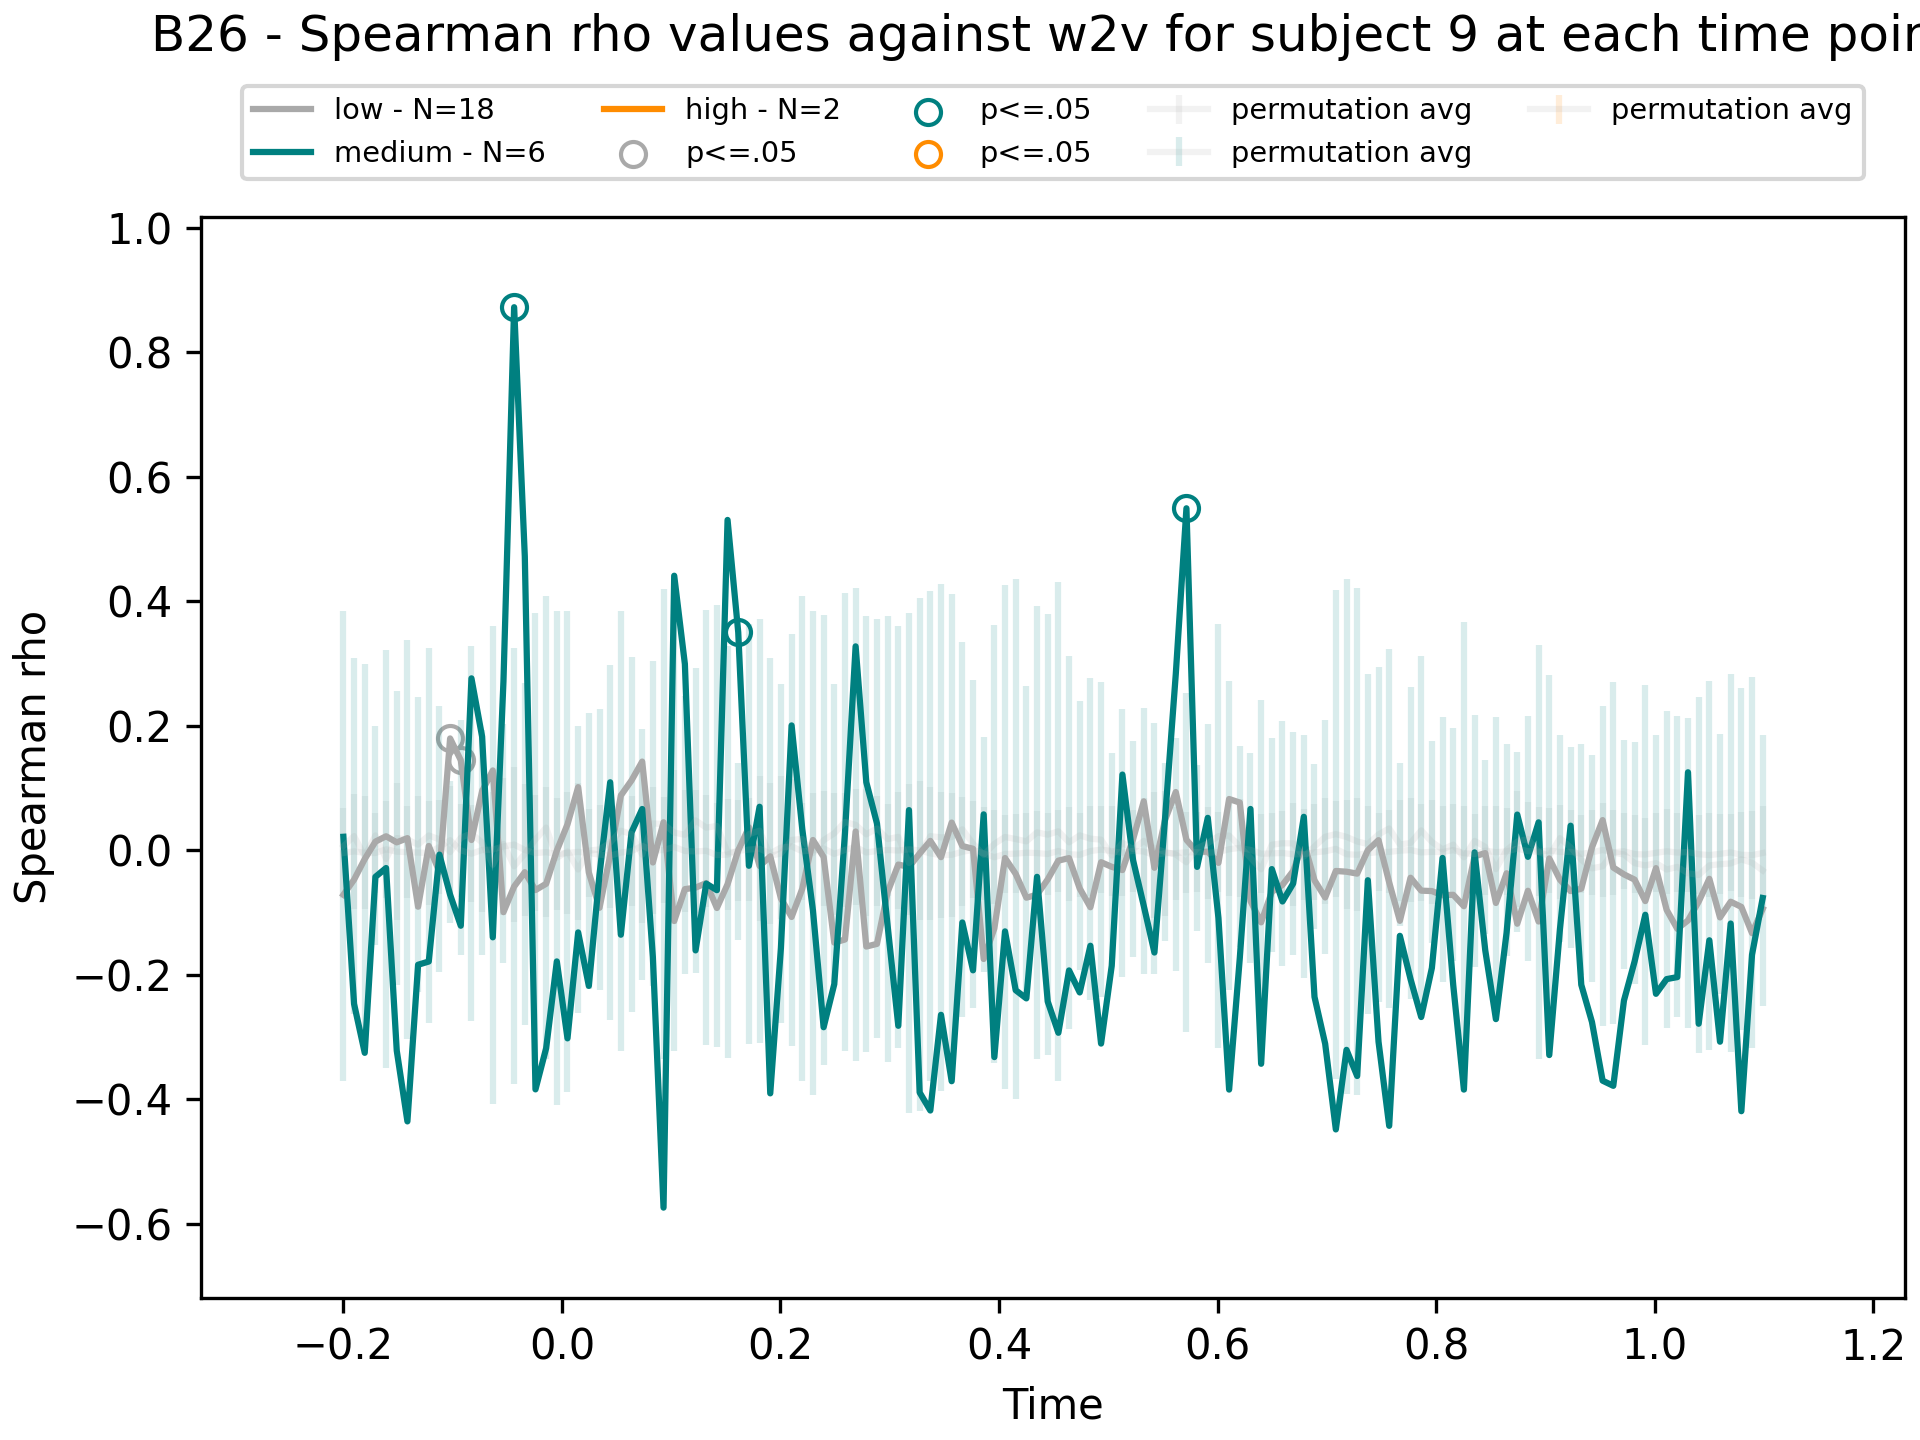 B26 - Spearman rho values against w2v for subject 9 at each time poin
low - N=18
medium - N=6
high - N=2
p<=.05
p<=.05
p<=.05
permutation avg
permutation avg
permutation avg
1.0
0.8
0.6
0.4
0.2
0.0
−0.2
−0.4
−0.6
Spearman rho
−0.2
0.0
0.2
0.4
0.6
0.8
1.0
1.2
Time